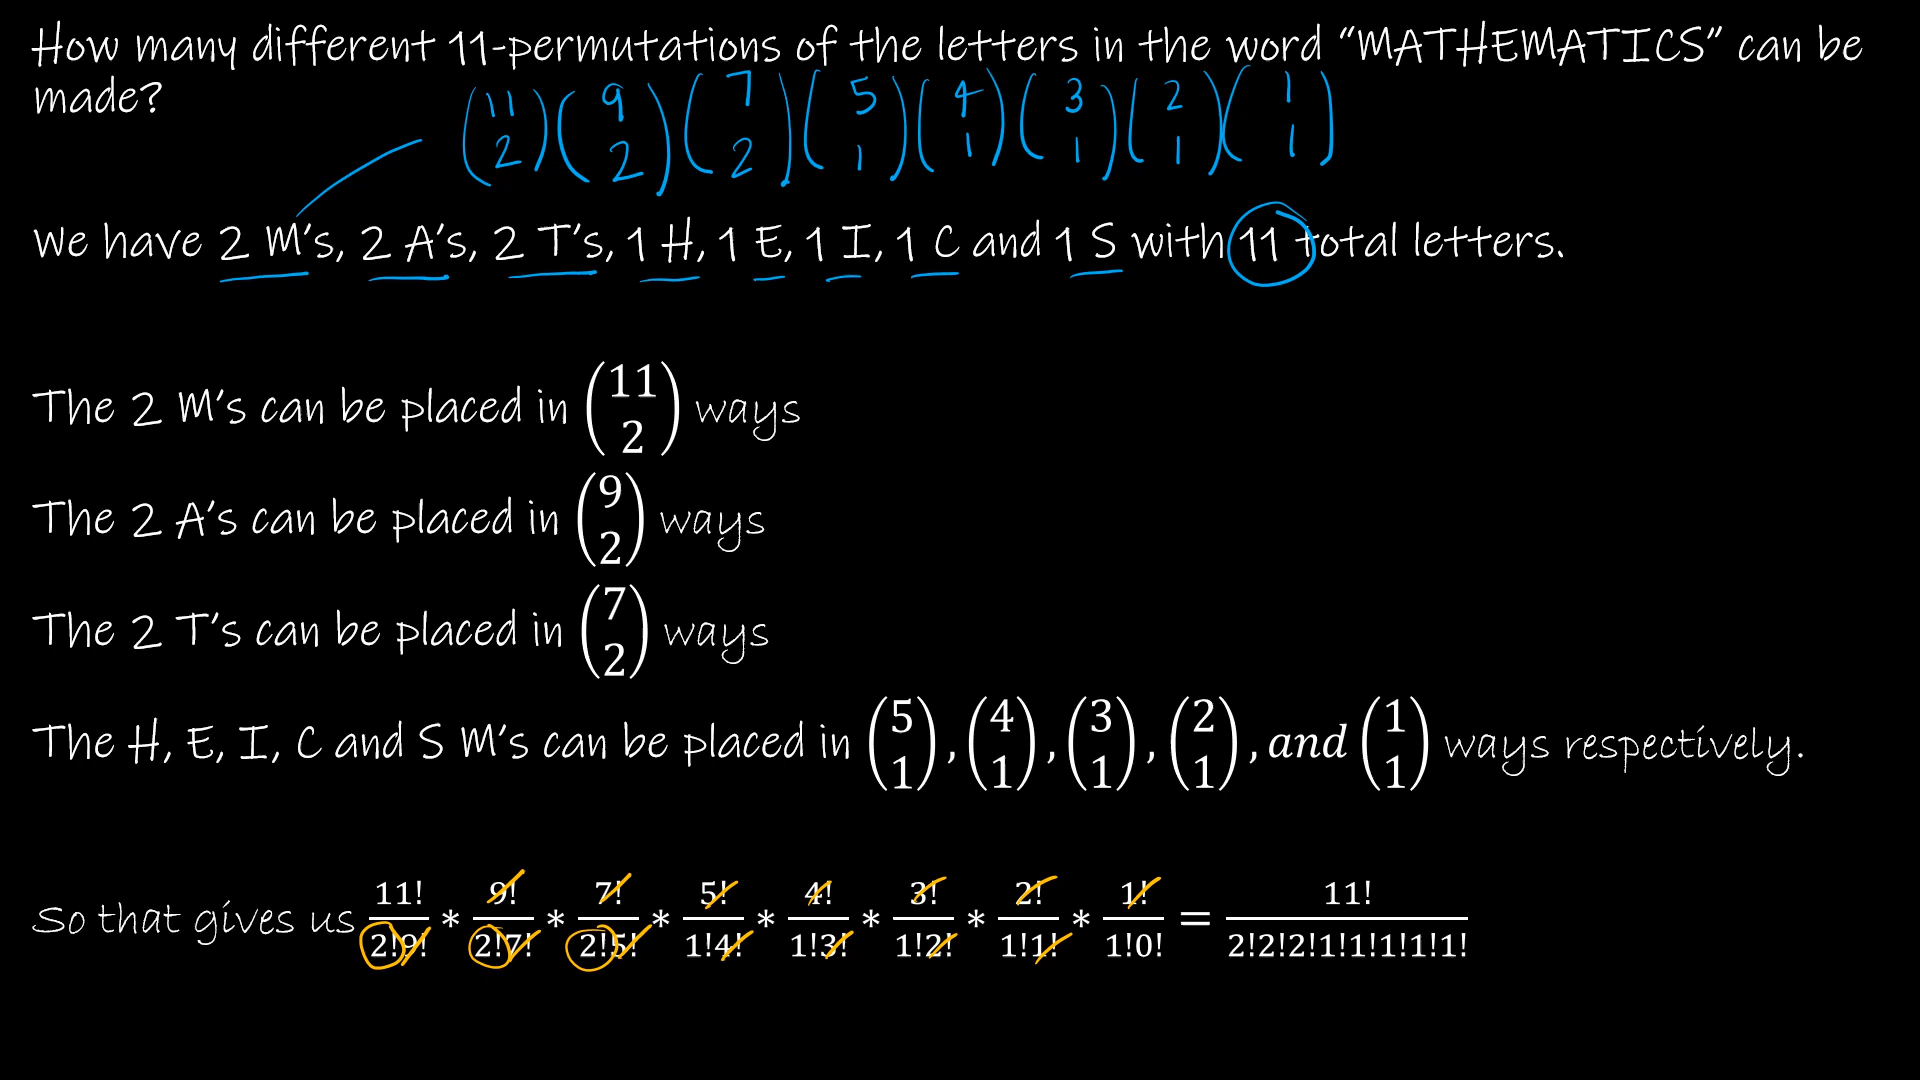 How many different 11-permutations of the letters in the word “MATHEMATICS” can be
made?
(11 2)(9 2)(7 2)(5 1)(4 1)(3 1)(2 1)(1 1)
We have 2 M’s, 2 A’s, 2 T’s, 1 H, 1 E, 1 I, 1 C and 1 S with 11 total letters.
The 2 M’s can be placed in (11 2) ways
The 2 A’s can be placed in (9 2) ways
The 2 T’s can be placed in (7 2) ways
The H, E, I, C and S M’s can be placed in (5 1), (4 1), (3 1), (2 1), and (1 1) ways respectively.
So that gives us 11!/2!9! * 9!/2!7! * 7!/2!5! * 5!/1!4! * 4!/1!3! * 3!/1!2! * 2!/1!1! * 1!/1!0! = 11!/2!2!2!1!1!1!1!1!